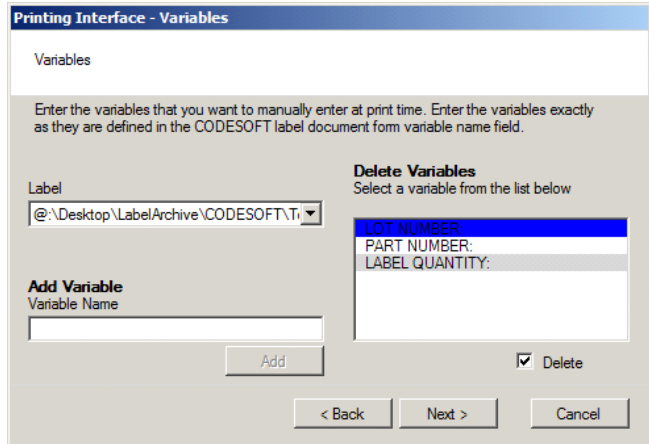 Printing Interface - Variables
Variables
Enter the variables that you want to manually enter at print time. Enter the variables exactly
as they are defined in the CODESOFT label document form variable name field.
Label
@:\Desktop\LabelArchive\CODESOFT\T
Add Variable
Variable Name
Add
Delete Variables
Select a variable from the list below
LOT NUMBER
PART NUMBER:
LABEL QUANTITY:
Delete
< Back
Next >
Cancel